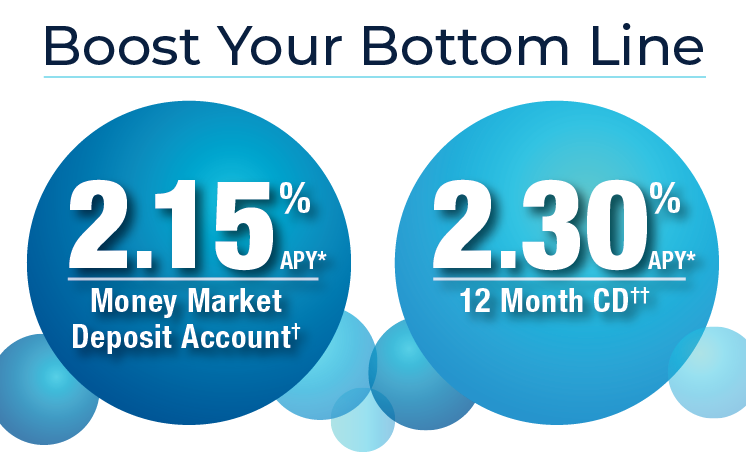 Boost Your Bottom Line
2.15% APY*
Money Market
Deposit Account†
2.30% APY*
12 Month CD††